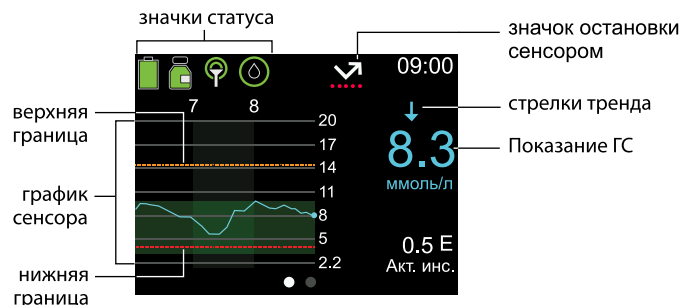 значки статуса
значок остановки
сенсором
09:00
7 8
стрелки тренда
верхняя
граница
20
17
14
11
8
5
2.2
8.3
ммоль/л
Показание ГС
график
сенсора
0.5 Е
Акт. инс.
нижняя
граница